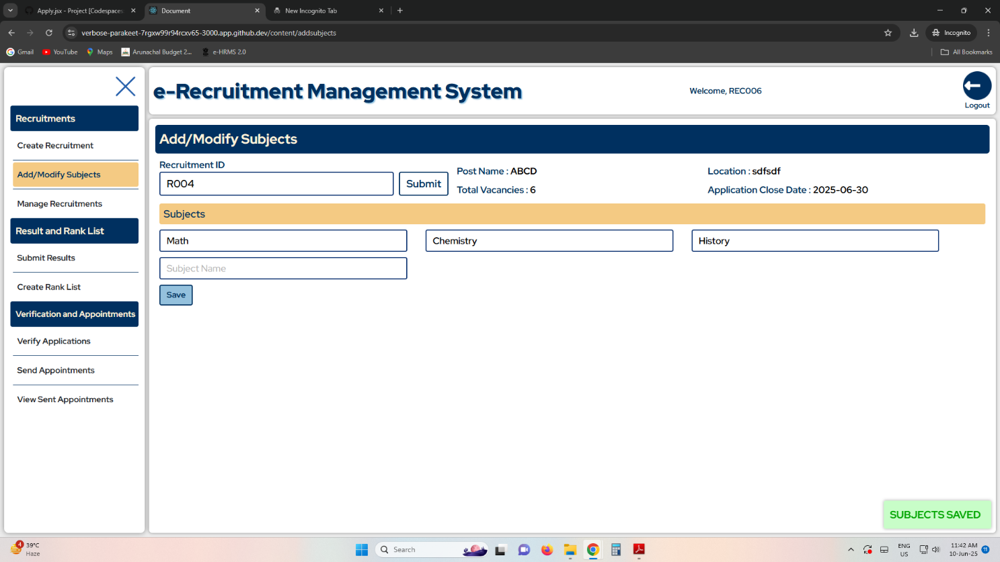 Apply.jsx - Project [Codespaces
Document
New Incognito Tab
verbose-parakeet-7rgxw99r94rcxv65-3000.app.github.dev/content/addsubjects
Incognito
Gmail
YouTube
Maps
Arunachal Budget 2...
e-HRMS 2.0
All Bookmarks
e-Recruitment Management System
Welcome, REC006
Logout
Recruitments
Create Recruitment
Add/Modify Subjects
Manage Recruitments
Result and Rank List
Submit Results
Create Rank List
Verification and Appointments
Verify Applications
Send Appointments
View Sent Appointments
Add/Modify Subjects
Recruitment ID
R004
Submit
Post Name : ABCD
Location : sdfsdf
Total Vacancies : 6
Application Close Date : 2025-06-30
Subjects
Math
Chemistry
History
Subject Name
Save
SUBJECTS SAVED
4
39°C
Haze
Search
ENG
US
11:42 AM
10-Jun-25
11